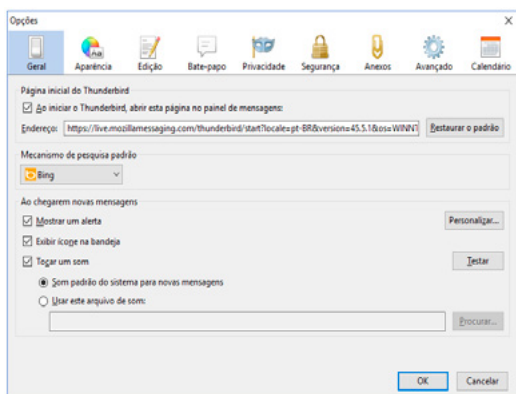 Opções
Geral Aparência Edição Bate-papo Privacidade Segurança Anexos Avançado Calendário
Página inicial do Thunderbird
Ao iniciar o Thunderbird, abrir esta página no painel de mensagens:
Endereço: https://live.mozillamessaging.com/thunderbird/start?locale=pt-BR&version=45.5.1&os=WINNT Restaurar o padrão
Mecanismo de pesquisa padrão
Bing
Ao chegarem novas mensagens
Mostrar um alerta Personalizar...
Exibir ícone na bandeja
Tocar um som Testar
Som padrão do sistema para novas mensagens
Usar este arquivo de som:
Procurar...
OK Cancelar